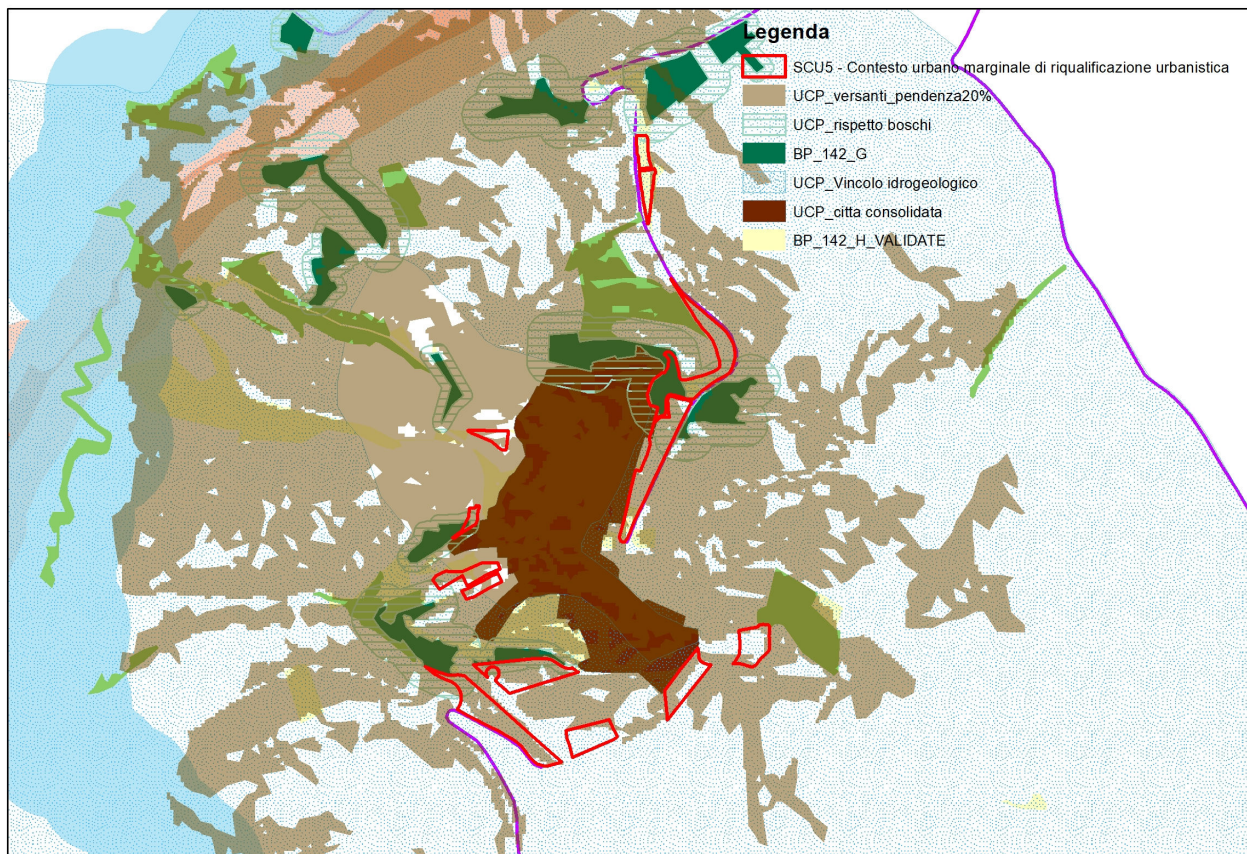 Legenda
SCU5 - Contesto urbano marginale di riqualificazione urbanistica
UCP_versanti_pendenza20%
UCP_rispetto boschi
BP_142_G
UCP_Vincolo idrogeologico
UCP_citta consolidata
BP_142_H_VALIDATE